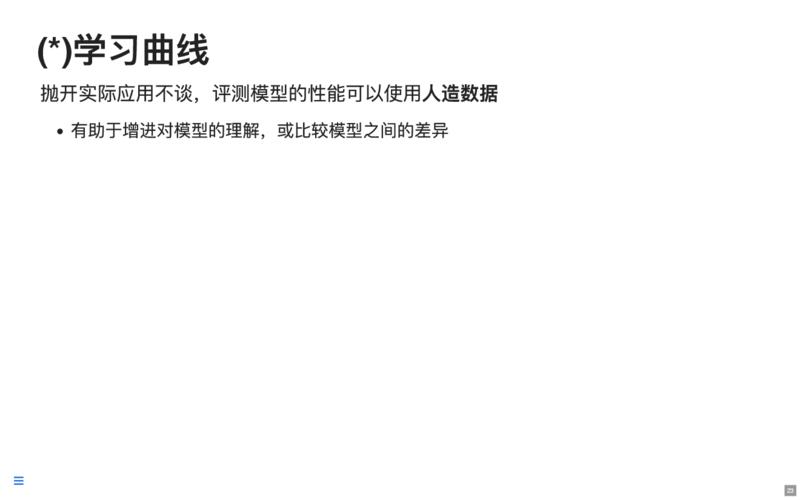 (*)学习曲线
抛开实际应用不谈，评测模型的性能可以使用人造数据
• 有助于增进对模型的理解，或比较模型之间的差异
23